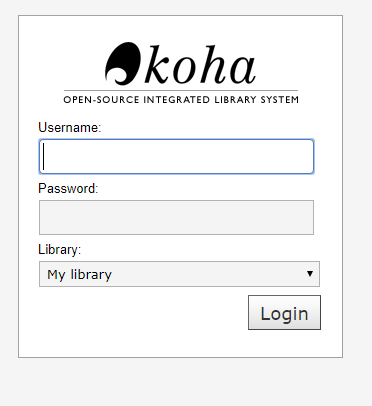 koha
OPEN-SOURCE INTEGRATED LIBRARY SYSTEM
Username:
Password:
Library:
My library
Login